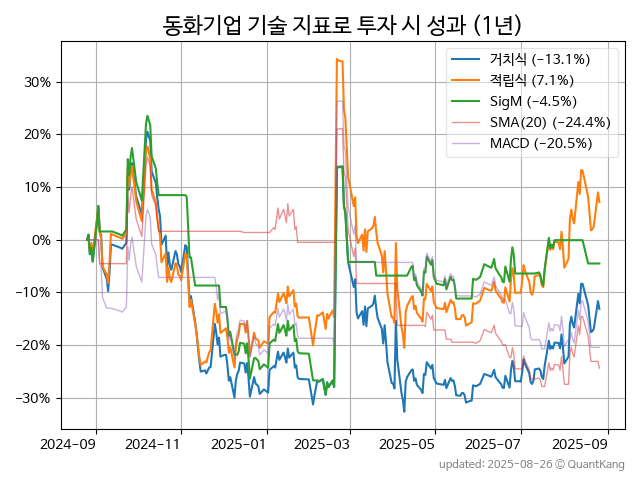 동화기업 기술 지표로 투자 시 성과 (1년)
거치식 (−13.1%)
적립식 (7.1%)
SigM (−4.5%)
SMA(20) (−24.4%)
MACD (−20.5%)
30%
20%
10%
0%
−10%
−20%
−30%
2024-09 2024-11 2025-01 2025-03 2025-05 2025-07 2025-09
updated: 2025-08-26 © QuantKang